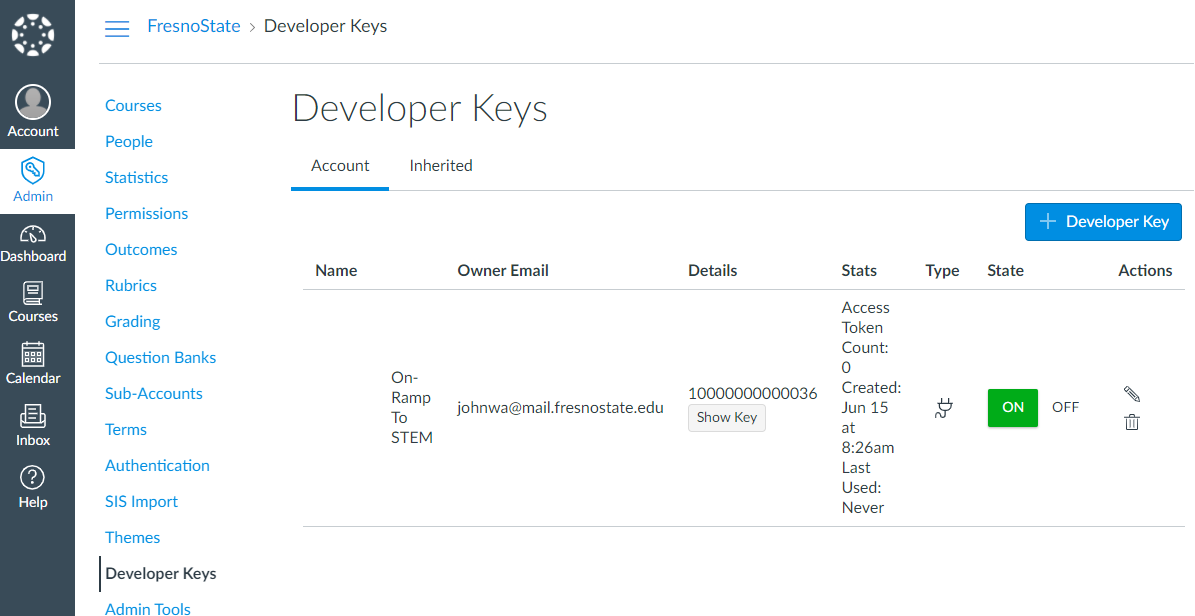 FresnoState > Developer Keys
Account
Admin
Dashboard
Courses
Calendar
Inbox
Help
Courses
People
Statistics
Permissions
Outcomes
Rubrics
Grading
Question Banks
Sub-Accounts
Terms
Authentication
SIS Import
Themes
Developer Keys
Admin Tools
Developer Keys
Account Inherited
+ Developer Key
Name Owner Email Details Stats Type State Actions
On-
Ramp
To
STEM
johnwa@mail.fresnostate.edu
10000000000036
Show Key
Access
Token
Count:
0
Created:
Jun 15
at
8:26am
Last
Used:
Never
ON OFF